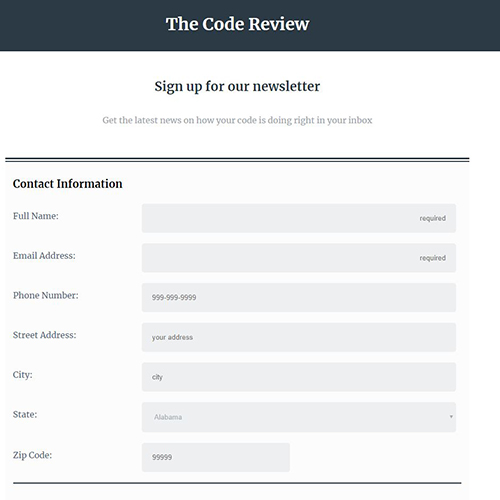 The Code Review
Sign up for our newsletter
Get the latest news on how your code is doing right in your inbox
Contact Information
Full Name: required
Email Address: required
Phone Number: 999-999-9999
Street Address: your address
City: city
State: Alabama
Zip Code: 99999